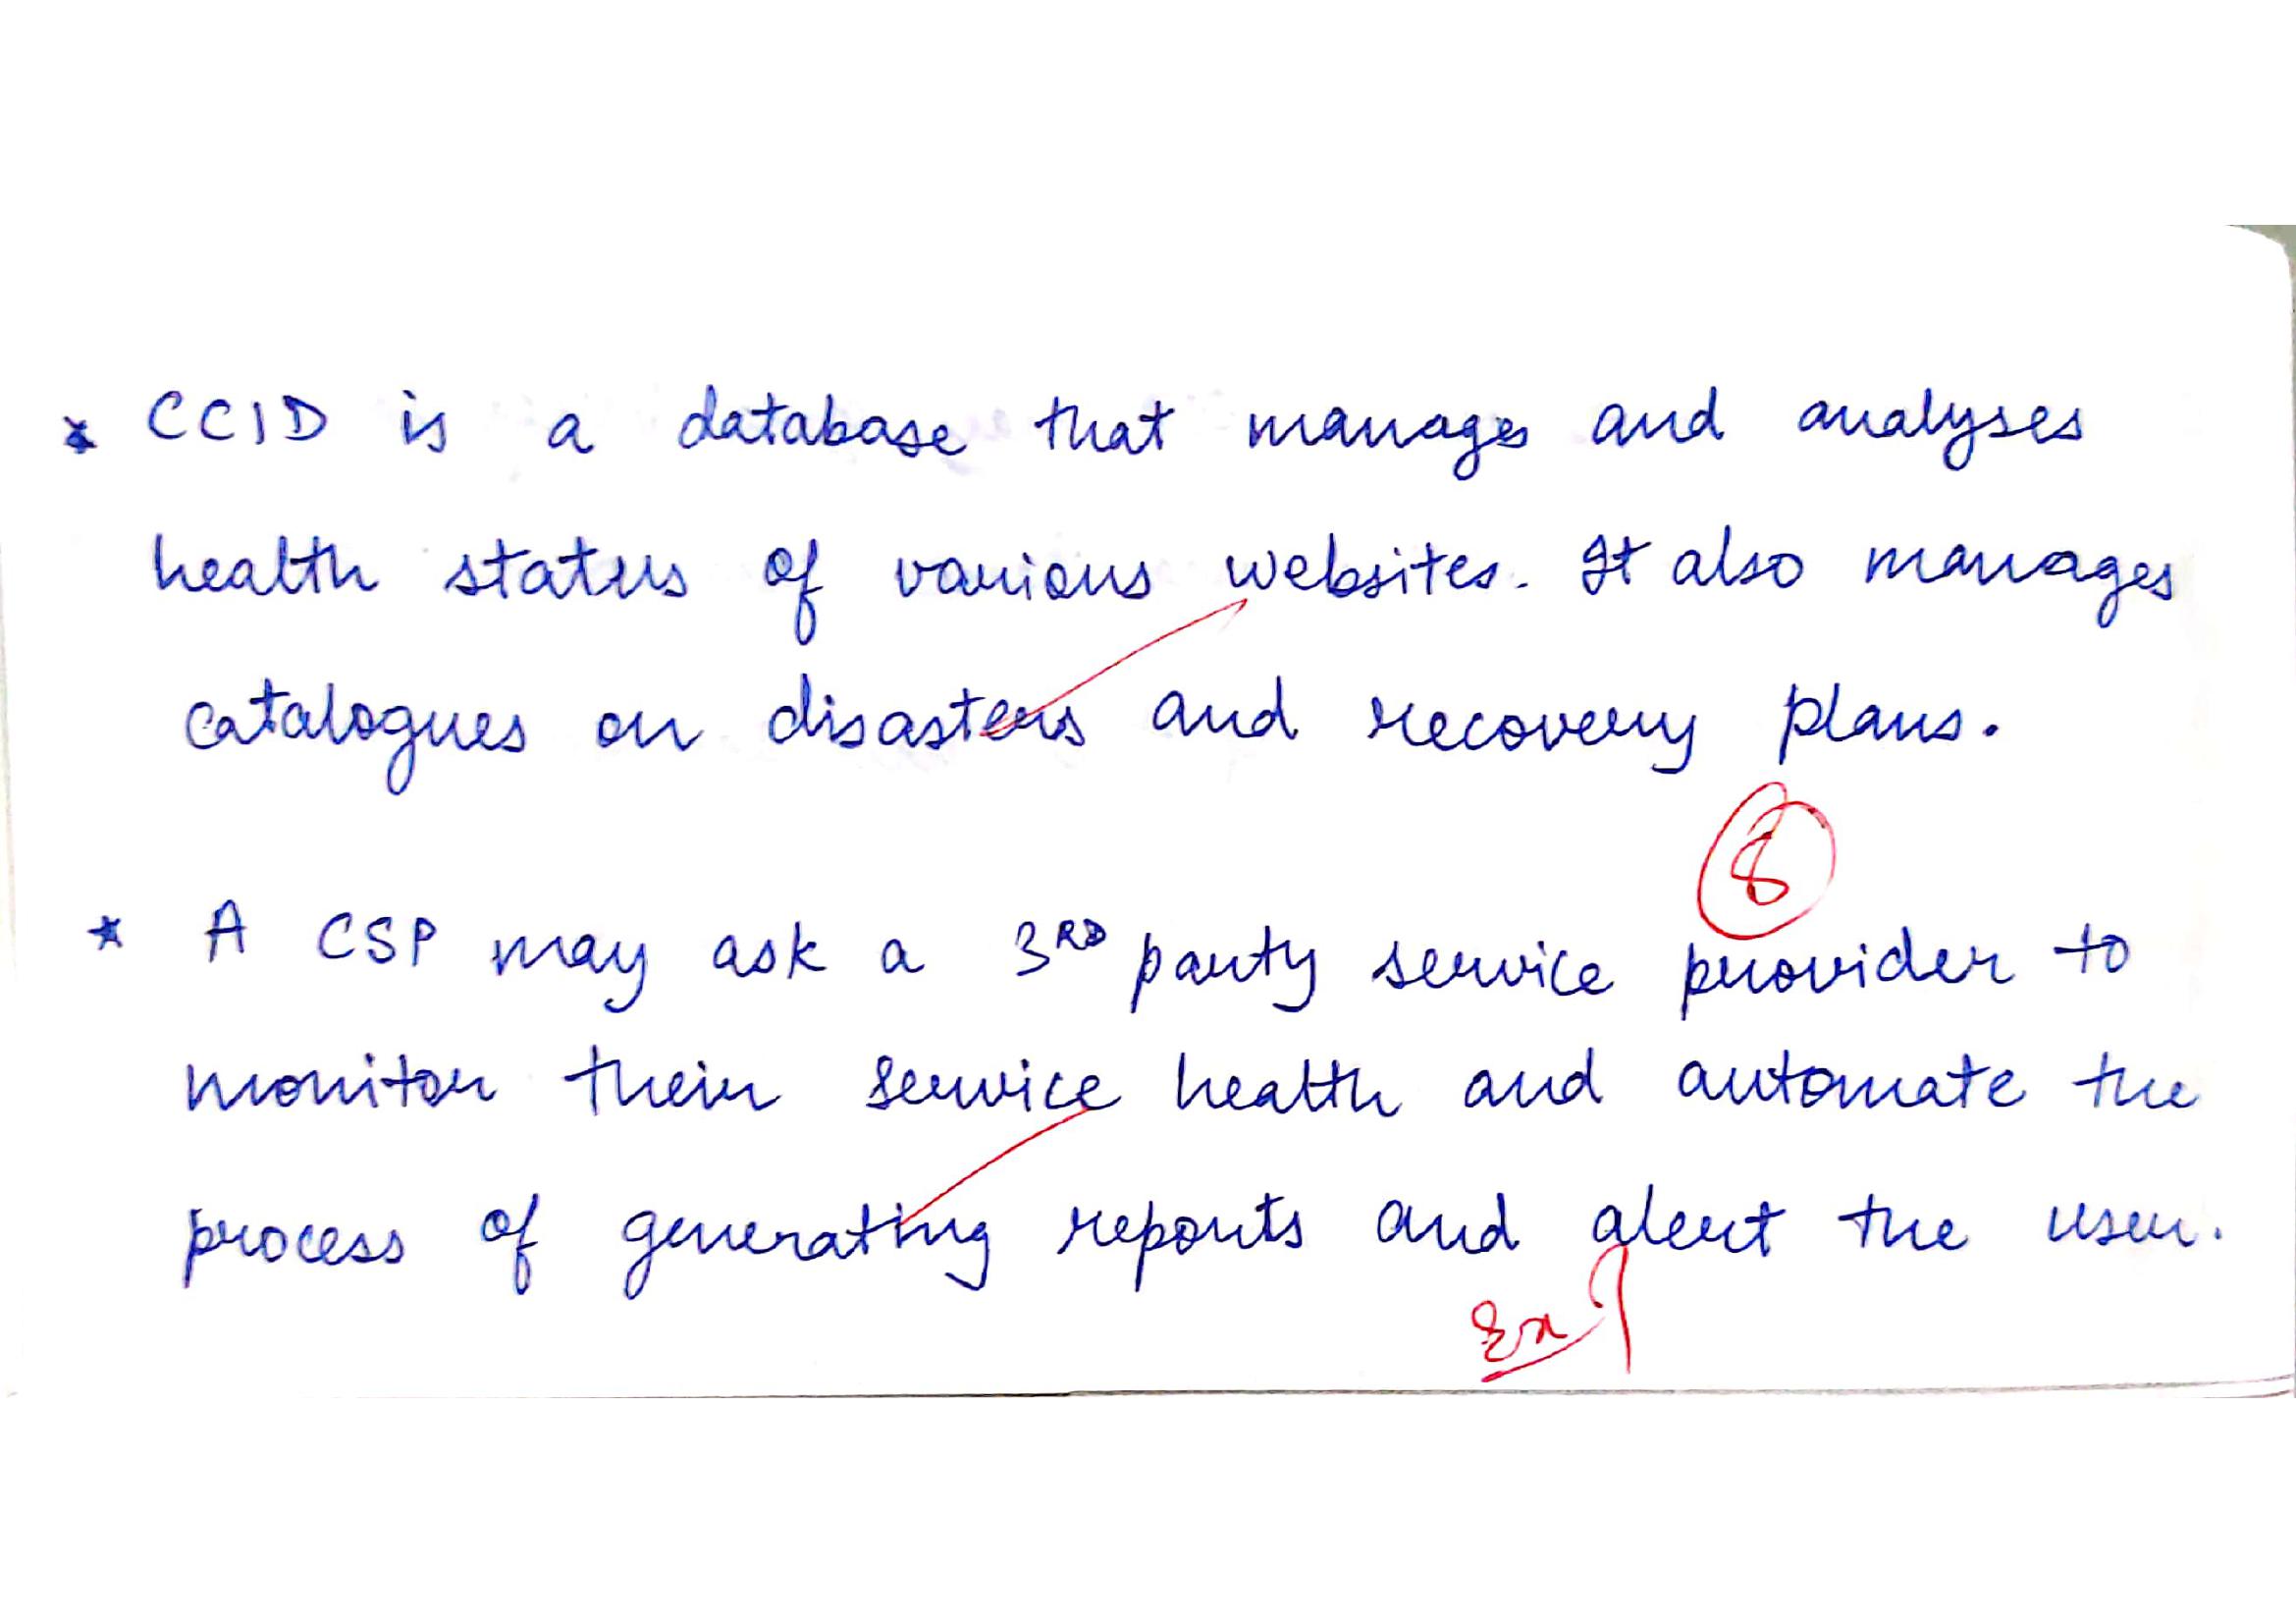 * CCID is a database that manages and analyses
health status of various websites. It also manages
catalogues on disasters and recovery plans.
8
* A CSP may ask a 3RD party service provider to
monitor their service health and automate the
process of generating reports and alert the user.
Ex ?